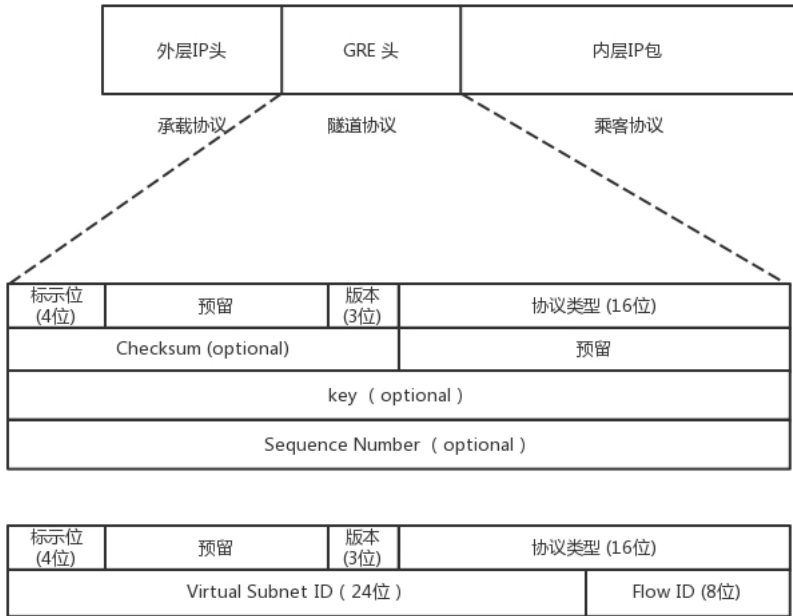 外层IP头
GRE 头
内层IP包
承载协议
隧道协议
乘客协议
标示位
(4位)
预留
版本
(3位)
协议类型 (16位)
Checksum (optional)
预留
key （ optional ）
Sequence Number （ optional ）
标示位
(4位)
预留
版本
(3位)
协议类型 (16位)
Virtual Subnet ID（ 24位 ）
Flow ID (8位)